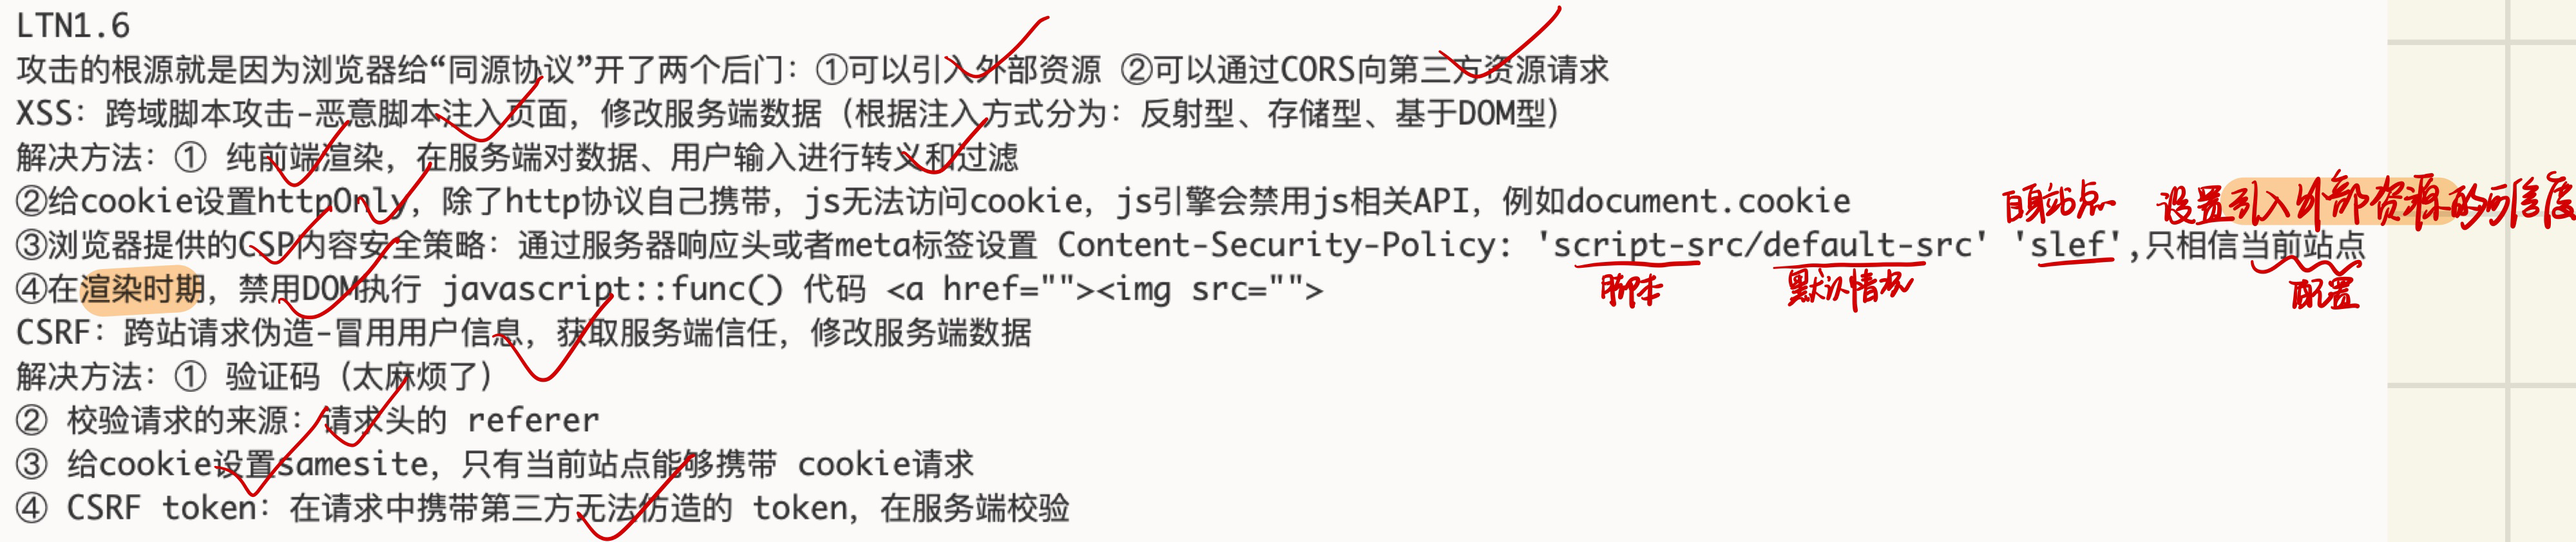 LTN1.6
攻击的根源就是因为浏览器给“同源协议”开了两个后门：①可以引入外部资源 ②可以通过CORS向第三方资源请求
XSS：跨域脚本攻击-恶意脚本注入页面，修改服务端数据（根据注入方式分为：反射型、存储型、基于DOM型）
解决方法：① 纯前端渲染，在服务端对数据、用户输入进行转义和过滤
②给cookie设置httpOnly，除了http协议自己携带，js无法访问cookie，js引擎会禁用js相关API，例如document.cookie
自身站点 设置引入外部资源的可信度
③浏览器提供的CSP内容安全策略：通过服务器响应头或者meta标签设置 Content-Security-Policy: 'script-src/default-src' 'slef',只相信当前站点
脚本 默认情况 配置
④在渲染时期，禁用DOM执行 javascript::func() 代码 <a href=""><img src="">
CSRF：跨站请求伪造-冒用用户信息，获取服务端信任，修改服务端数据
解决方法：① 验证码（太麻烦了）
② 校验请求的来源：请求头的 referer
③ 给cookie设置samesite，只有当前站点能够携带 cookie请求
④ CSRF token：在请求中携带第三方无法仿造的 token，在服务端校验